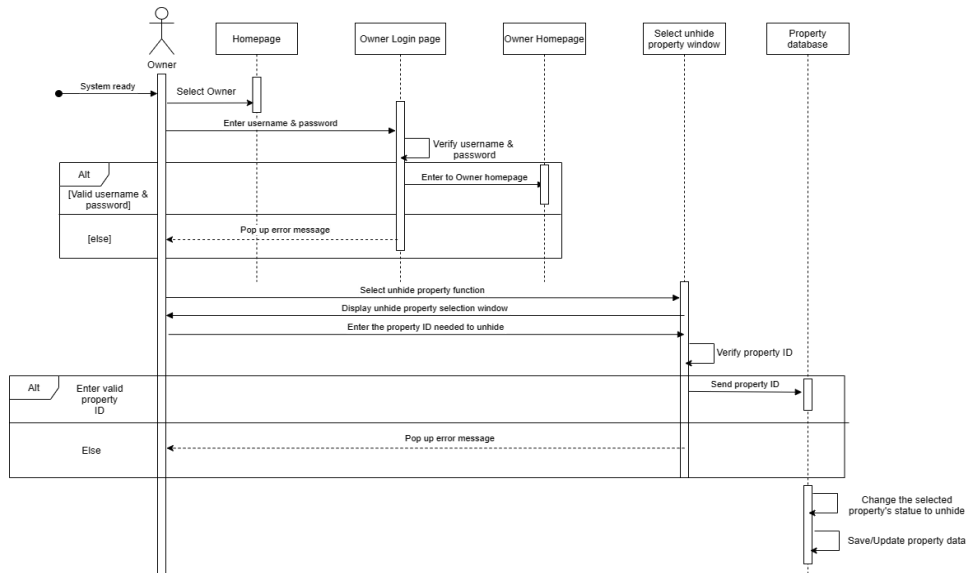 Owner
Homepage
Owner Login page
Owner Homepage
Select unhide
property window
Property
database
System ready
Select Owner
Enter username & password
Verify username &
password
Alt
[Valid username &
password]
Enter to Owner homepage
[else]
Pop up error message
Select unhide property function
Display unhide property selection window
Enter the property ID needed to unhide
Verify property ID
Alt
Enter valid
property
ID
Send property ID
Else
Pop up error message
Change the selected
property's statue to unhide
Save/Update property data